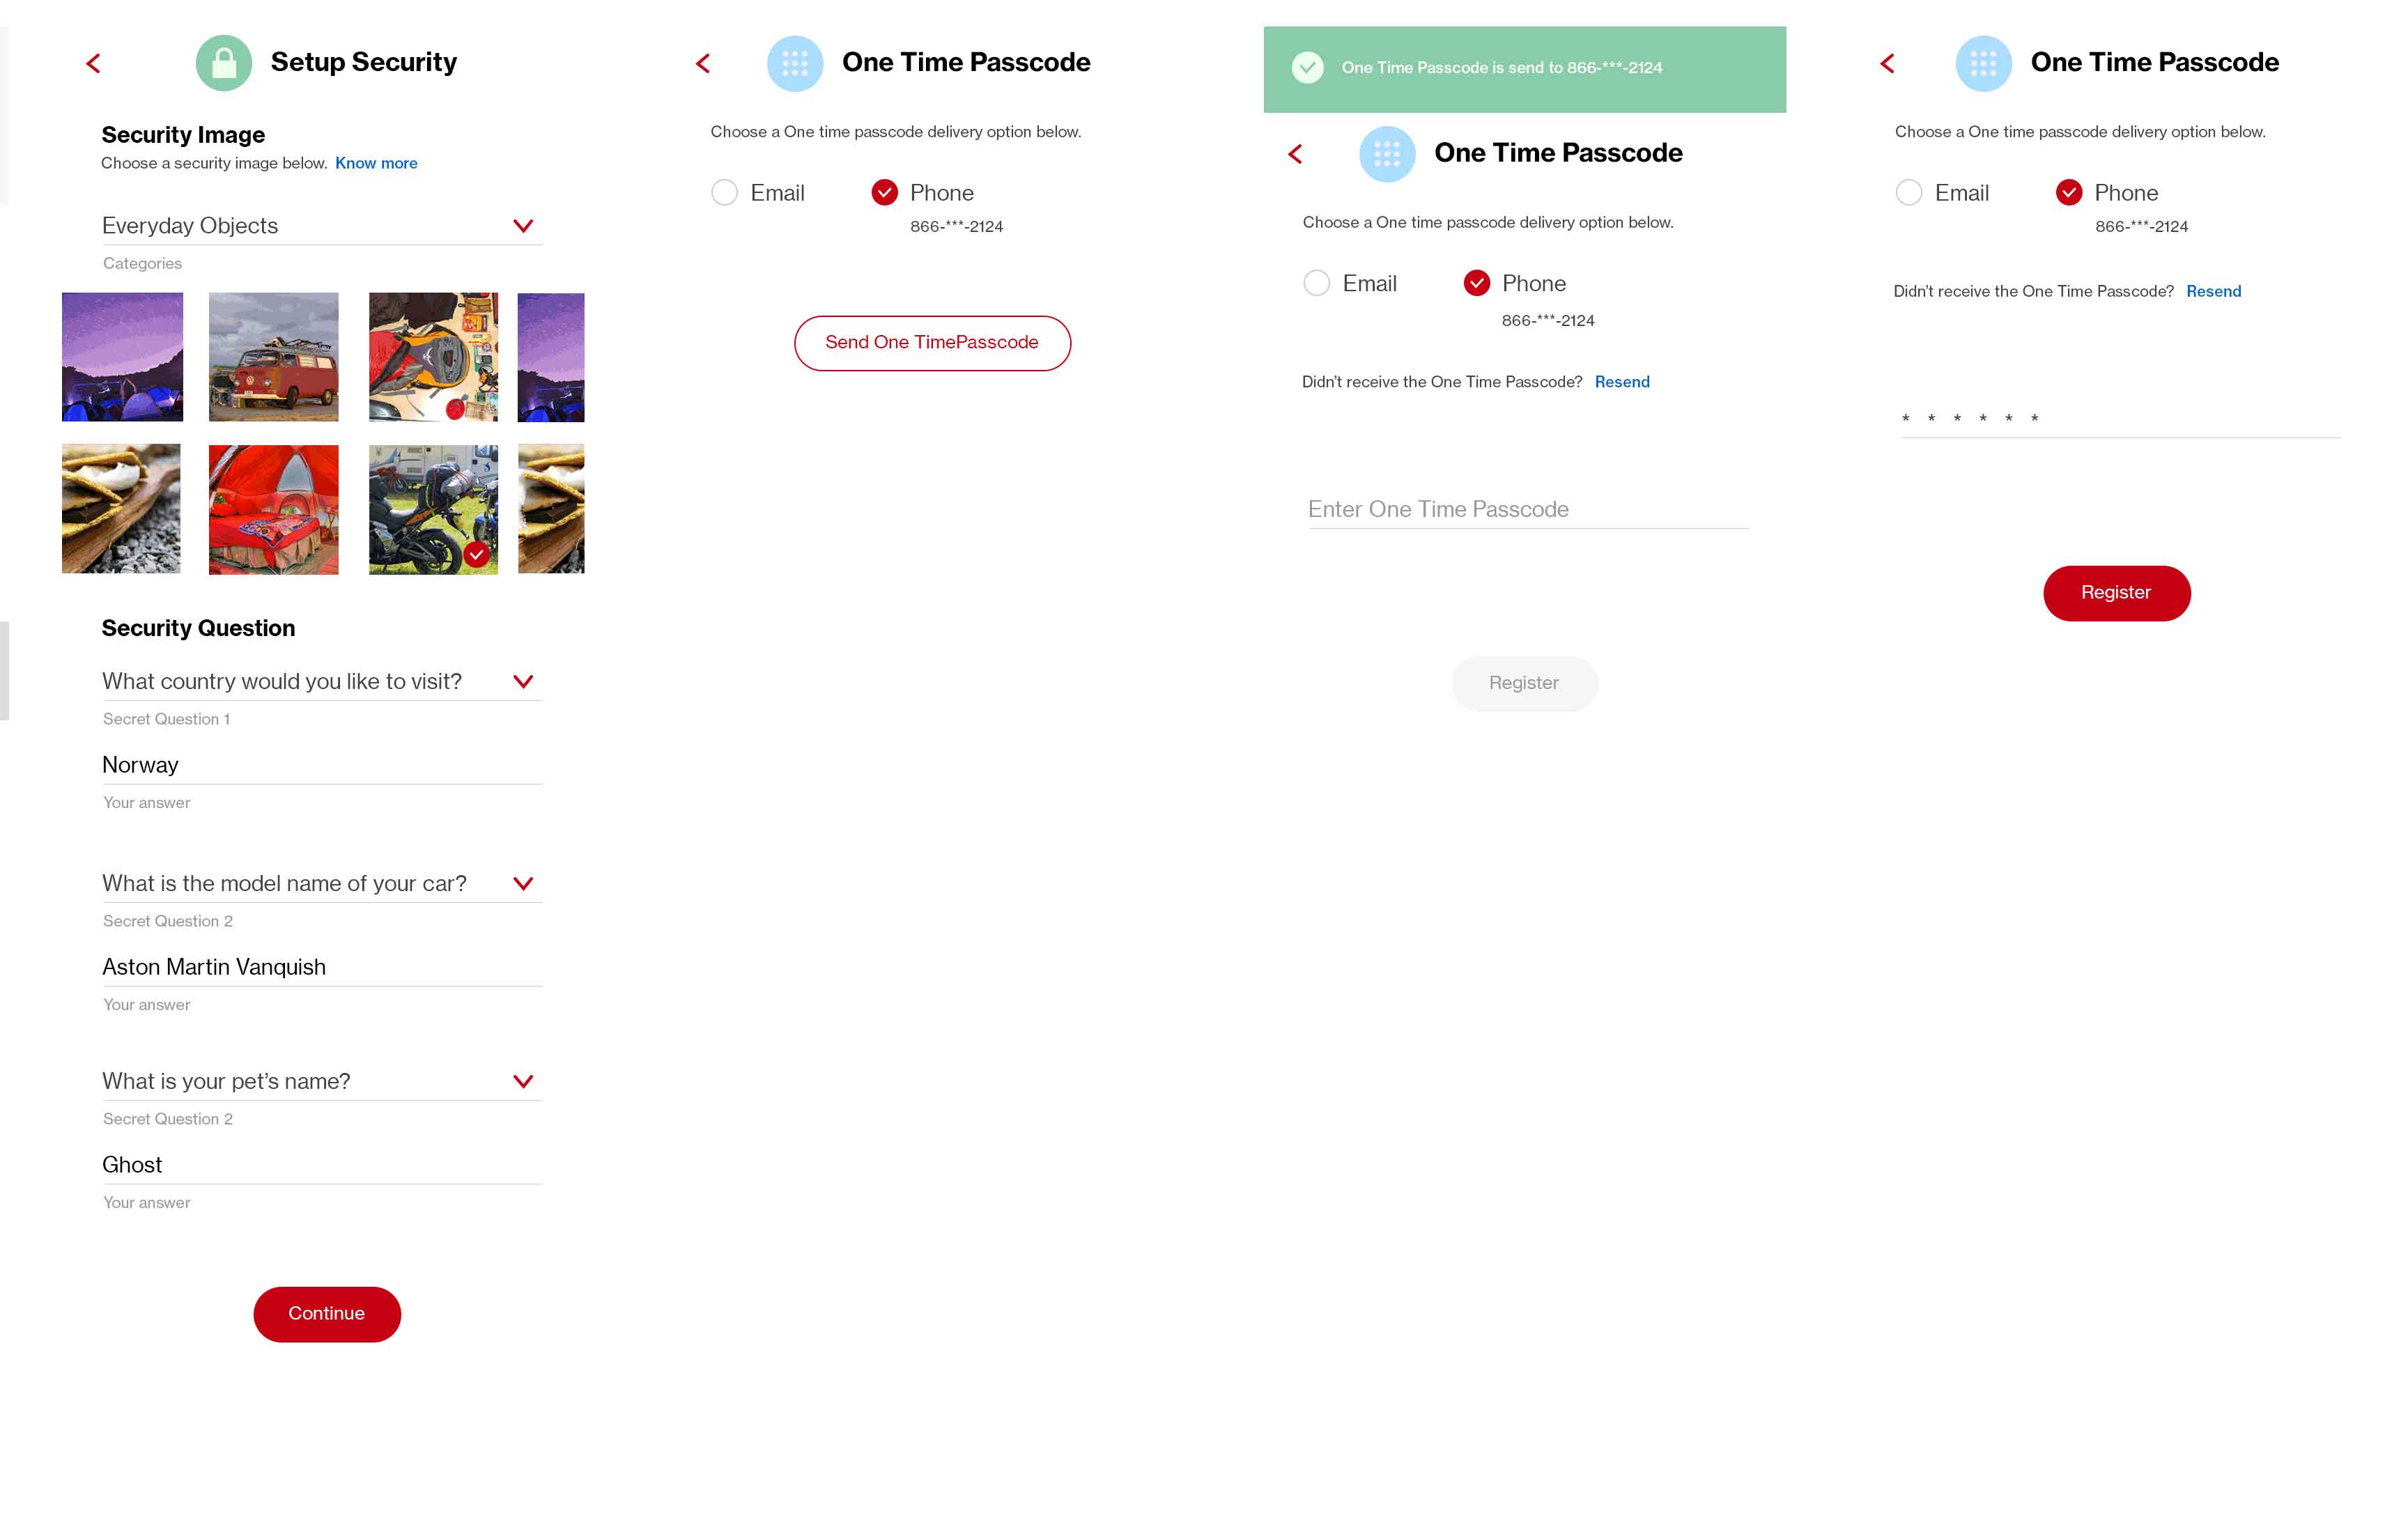 Setup Security
Security Image
Choose a security image below. Know more
Everyday Objects
Categories
Security Question
What country would you like to visit?
Secret Question 1
Norway
Your answer
What is the model name of your car?
Secret Question 2
Aston Martin Vanquish
Your answer
What is your pet’s name?
Secret Question 2
Ghost
Your answer
Continue
One Time Passcode
Choose a One time passcode delivery option below.
Email Phone
866-***-2124
Send One TimePasscode
One Time Passcode is send to 866-***-2124
One Time Passcode
Choose a One time passcode delivery option below.
Email Phone
866-***-2124
Didn’t receive the One Time Passcode? Resend
Enter One Time Passcode
Register
One Time Passcode
Choose a One time passcode delivery option below.
Email Phone
866-***-2124
Didn’t receive the One Time Passcode? Resend
* * * * * *
Register